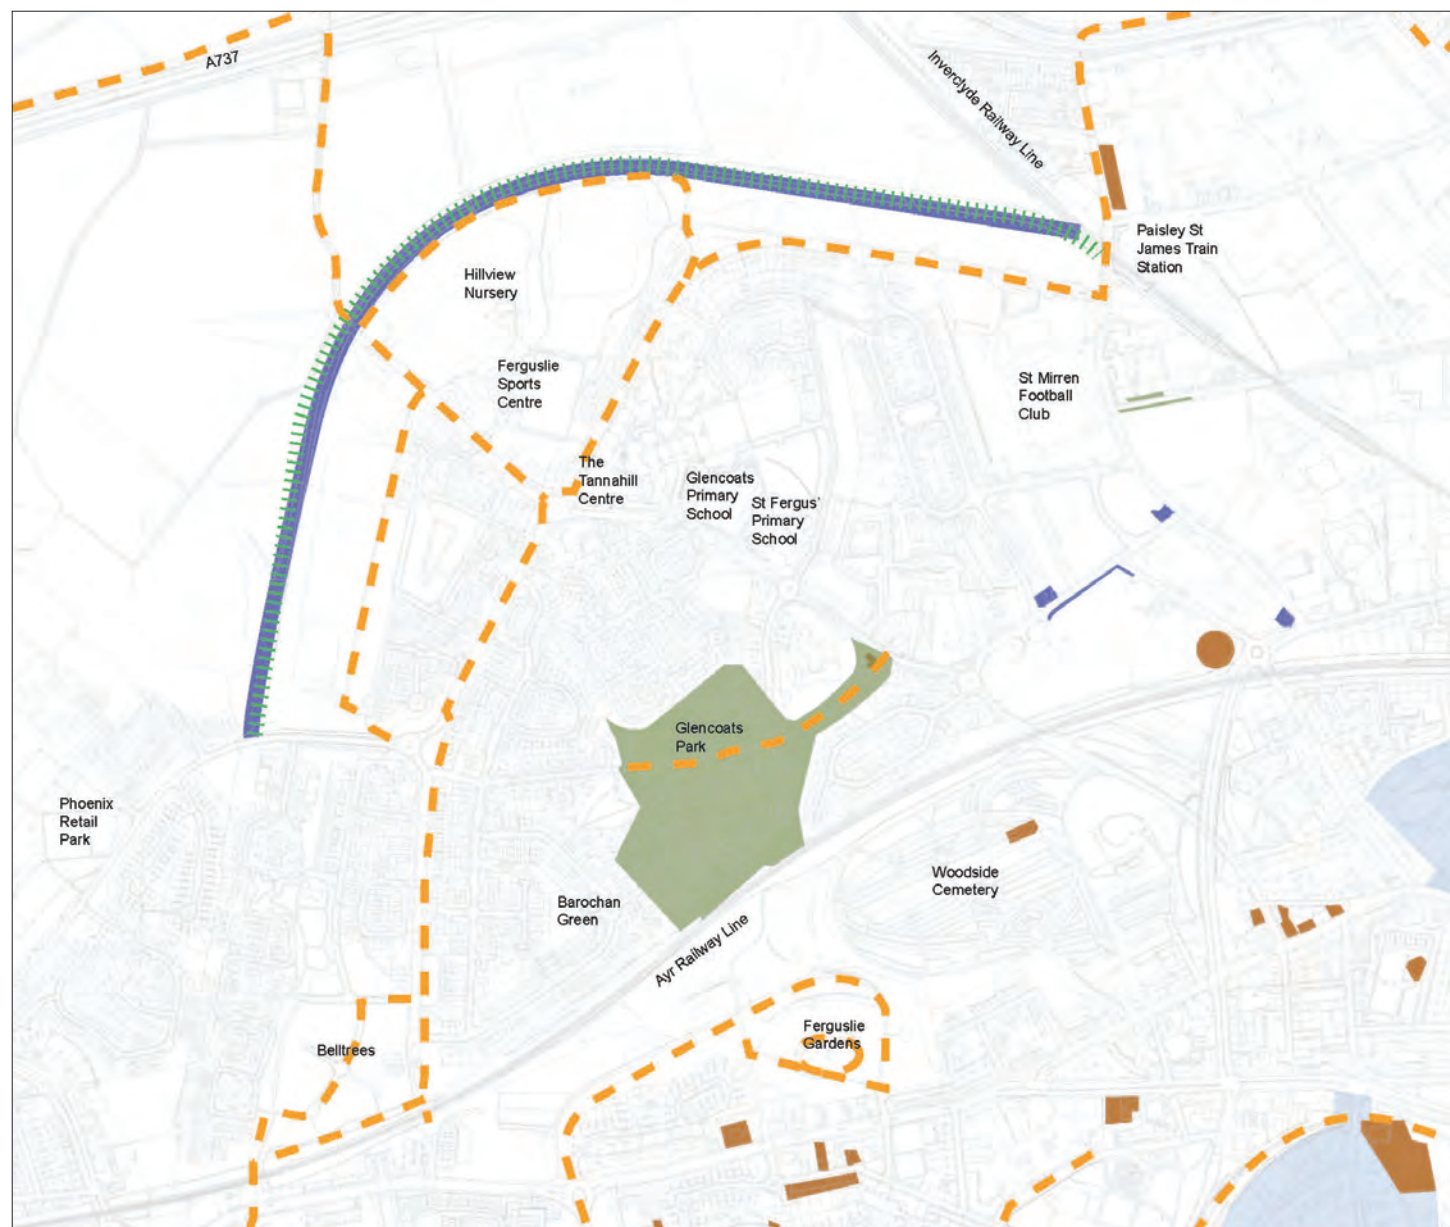 A737
Inverclyde Railway Line
Paisley St
James Train
Station
Hillview
Nursery
Ferguslie
Sports
Centre
St Mirren
Football
Club
The
Tannahill
Centre
Glencoats
Primary
School
St Fergus'
Primary
School
Glencoats
Park
Phoenix
Retail
Park
Woodside
Cemetery
Barochan
Green
Ayr Railway Line
Ferguslie
Gardens
Belltrees